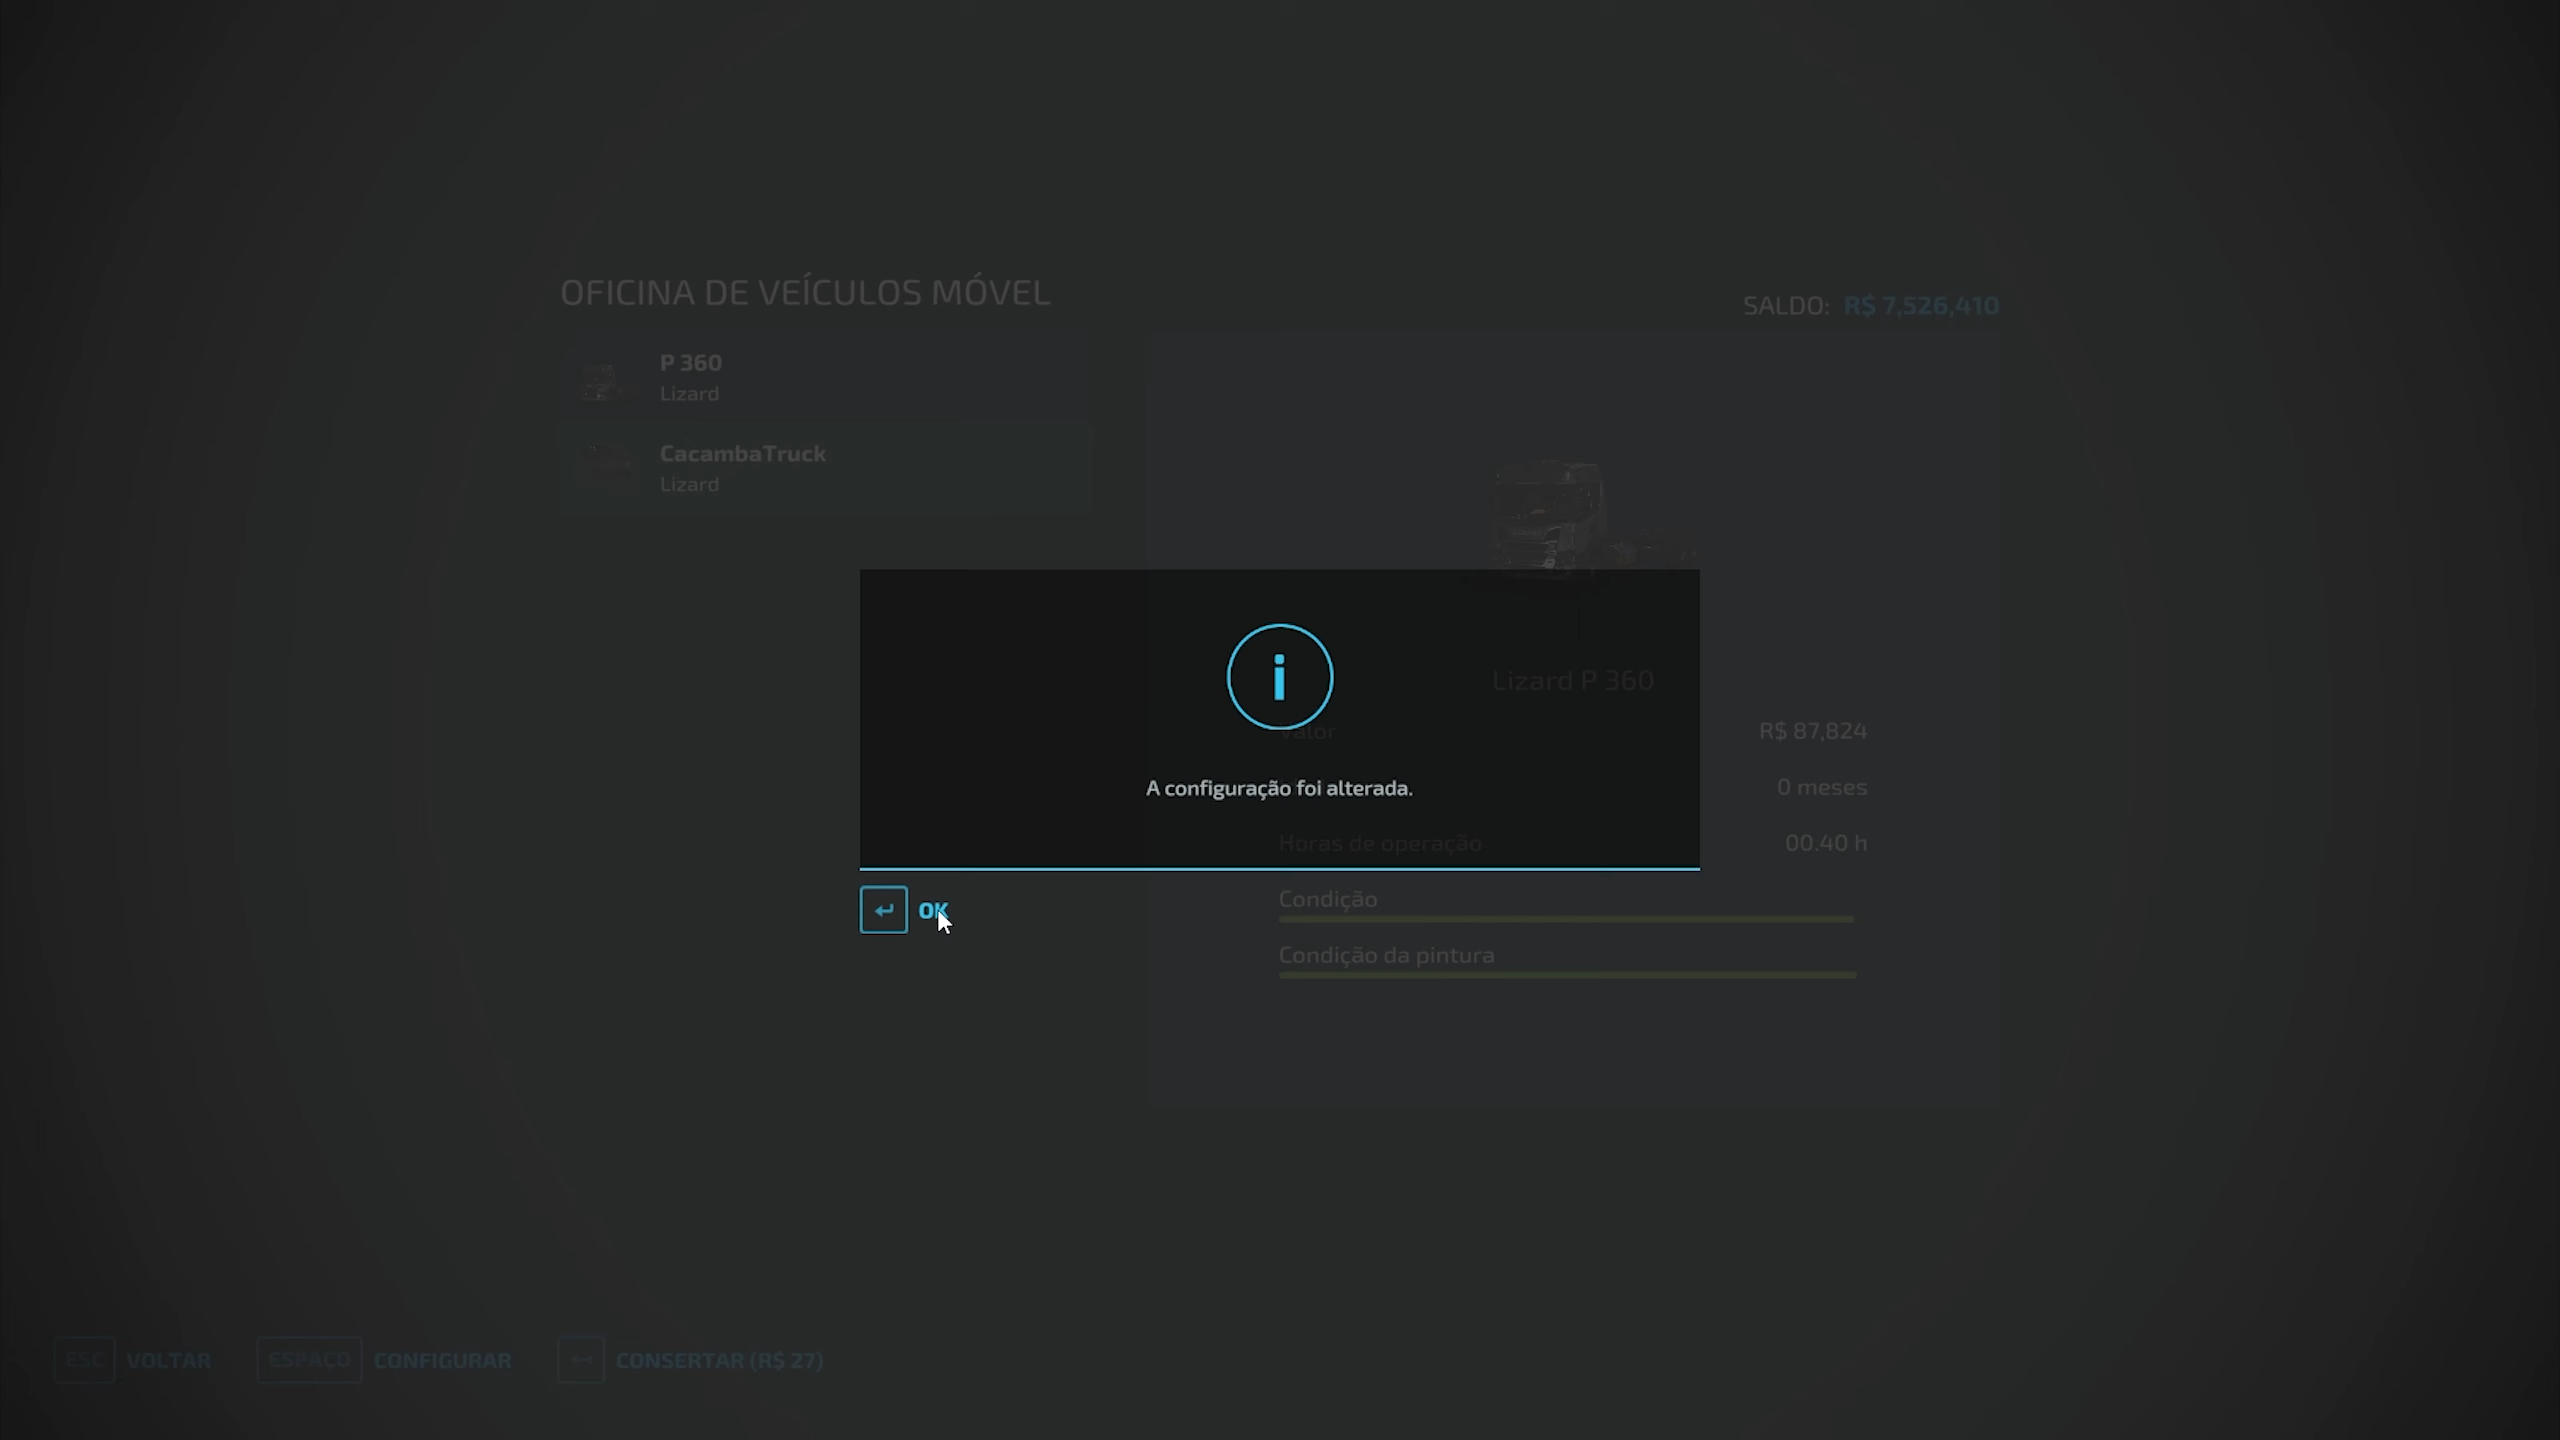 OFICINA DE VEÍCULOS MÓVEL
SALDO: R$ 7,526,410
P 360
Lizard
CacambaTruck
Lizard
Lizard P 360
Valor
R$ 87,824
A configuração foi alterada.
0 meses
Horas de operação
00.40 h
OK
Condição
Condição da pintura
ESC VOLTAR
ESPAÇO CONFIGURAR
CONSERTAR (R$ 27)